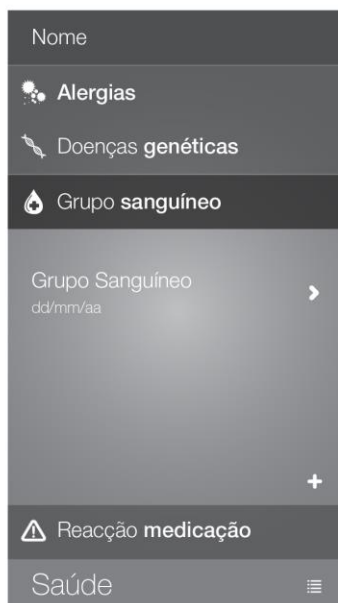 Nome
Alergias
Doenças genéticas
Grupo sanguíneo
Grupo Sanguíneo
dd/mm/aa
Reacção medicação
Saúde